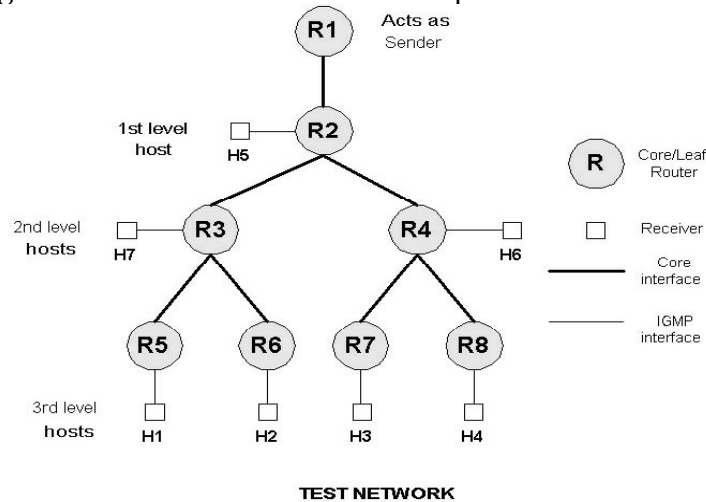 R1
Acts as
Sender
1st level
host
H5
R2
R
Core/Leaf
Router
2nd level
hosts
H7
R3
R4
H6
Receiver
Core
interface
IGMP
interface
R5
R6
R7
R8
3rd level
hosts
H1
H2
H3
H4
TEST NETWORK